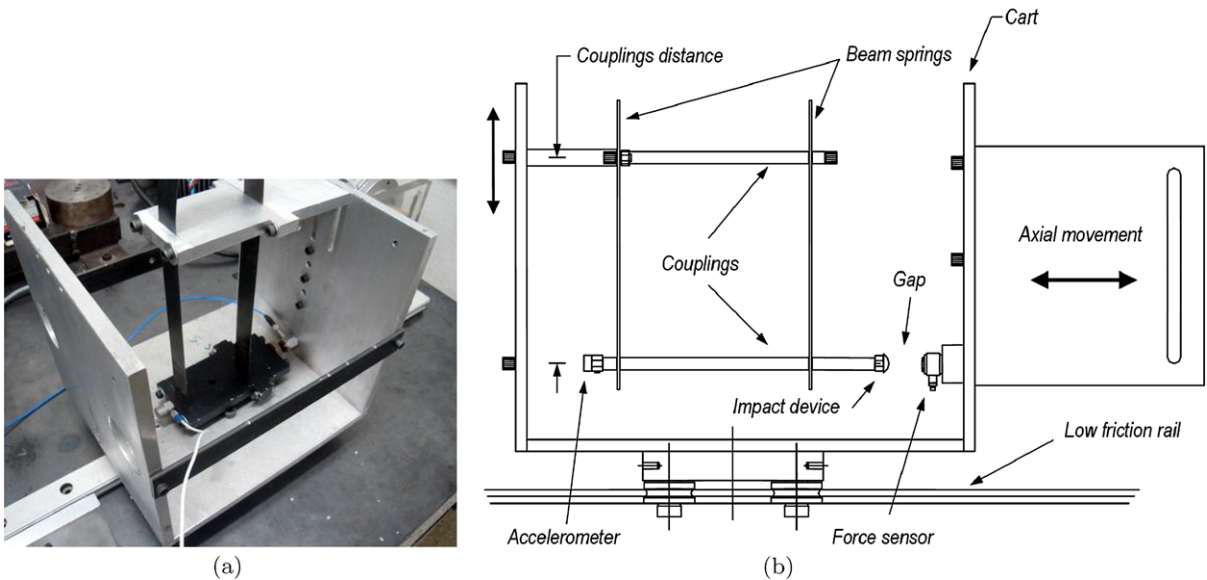 Cart
Couplings distance
Beam springs
Axial movement
Couplings
Gap
Impact device
Low friction rail
Accelerometer
Force sensor
(a)
(b)